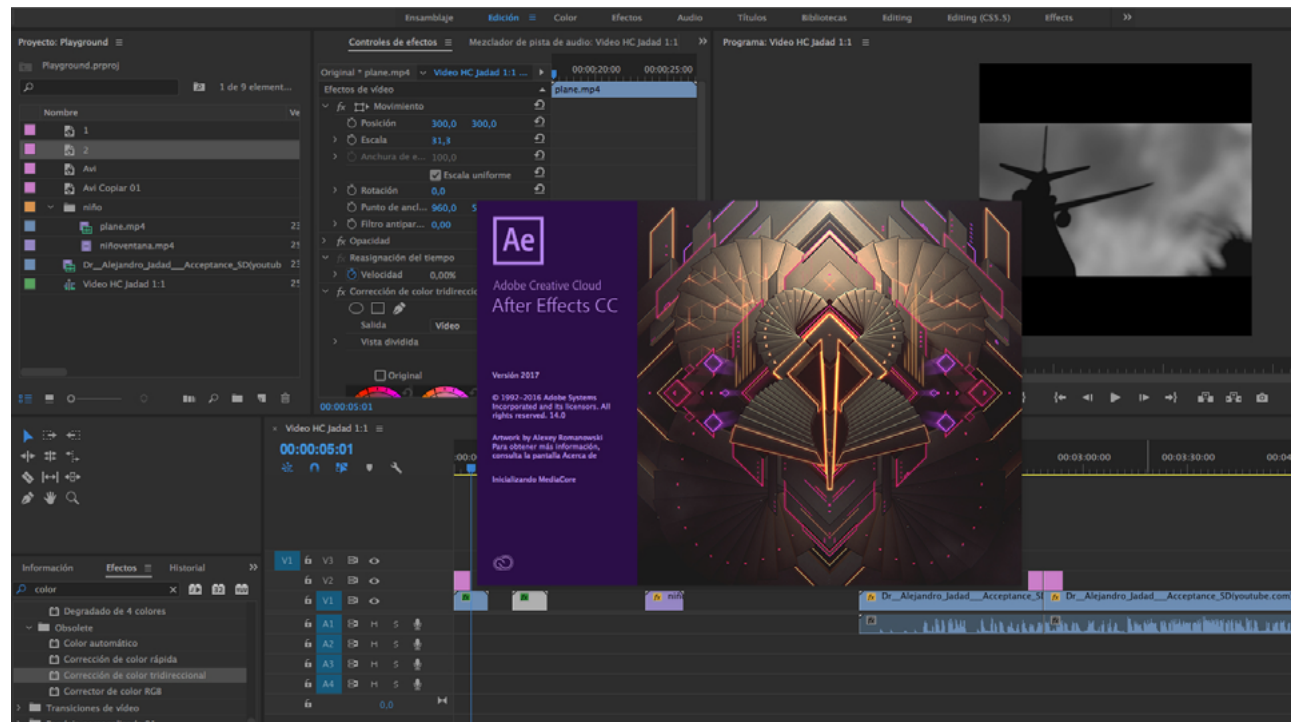 Ensamblaje Edición Color Efectos Audio Títulos Bibliotecas Editing Editing (CS5.5) Effects
Proyecto: Playground
Playground.prproj
1 de 9 element...
Nombre Ve
1
2
Avi
Avi Copiar 01
niño
plane.mp4 23
niñoventana.mp4 25
Dr__Alejandro_Jadad___Acceptance_SD(youtub 23
Video HC Jadad 1:1 25
Controles de efectos Mezclador de pista de audio: Video HC Jadad 1:1
Original * plane.mp4 Video HC Jadad 1:1 ... 00:00:20:00 00:00:25:00
Efectos de vídeo plane.mp4
fx Movimiento
Posición 300,0 300,0
Escala 31,3
Anchura de e... 100,0
Escala uniforme
Rotación 0,0
Punto de ancl... 960,0
Filtro antipar... 0,00
fx Opacidad
Reasignación del tiempo
Velocidad 0,00%
fx Corrección de color tridirecci
Salida Vídeo
Vista dividida
Original
00:00:05:01
Programa: Video HC Jadad 1:1
Ae
Adobe Creative Cloud
After Effects CC
Versión 2017
© 1992-2016 Adobe Systems
Incorporated and its licensors. All
rights reserved. 14.0
Artwork by Alexey Romanowski
Para obtener más información,
consulta la pantalla Acerca de
Inicializando MediaCore
Video HC Jadad 1:1
00:00:05:01
00:03:00:00 00:03:30:00 00:04
V1 V3
V2
V1
niñ
Dr__Alejandro_Jadad___Acceptance_S Dr__Alejandro_Jadad___Acceptance_SD(youtube.com
A1 M S
A2 M S
A3 M S
A4 M S
0,0
Información Efectos Historial
color
Degradado de 4 colores
Obsolete
Color automático
Corrección de color rápida
Corrección de color tridireccional
Corrector de color RGB
Transiciones de vídeo